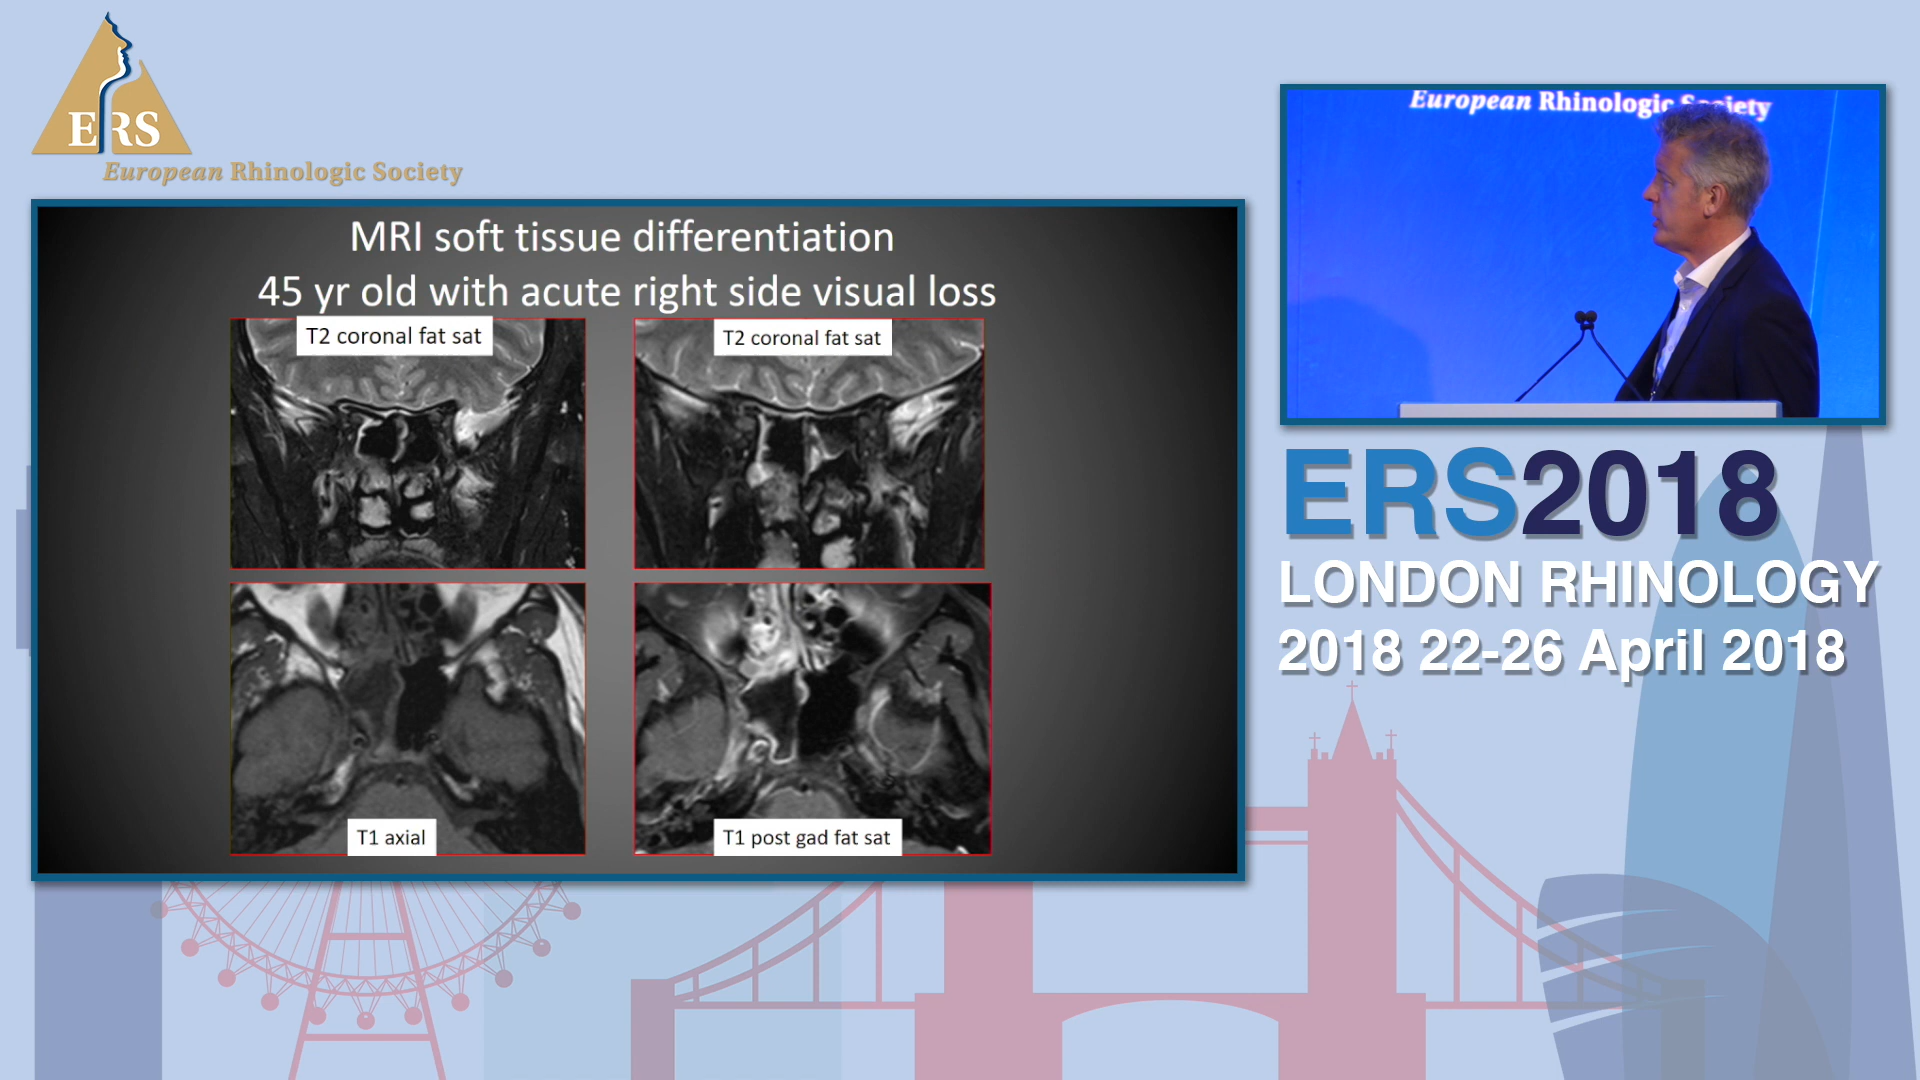 ERS
European Rhinologic Society
MRI soft tissue differentiation
45 yr old with acute right side visual loss
T2 coronal fat sat
T2 coronal fat sat
T1 axial
T1 post gad fat sat
European Rhinologic Society
ERS2018
LONDON RHINOLOGY
2018 22-26 April 2018